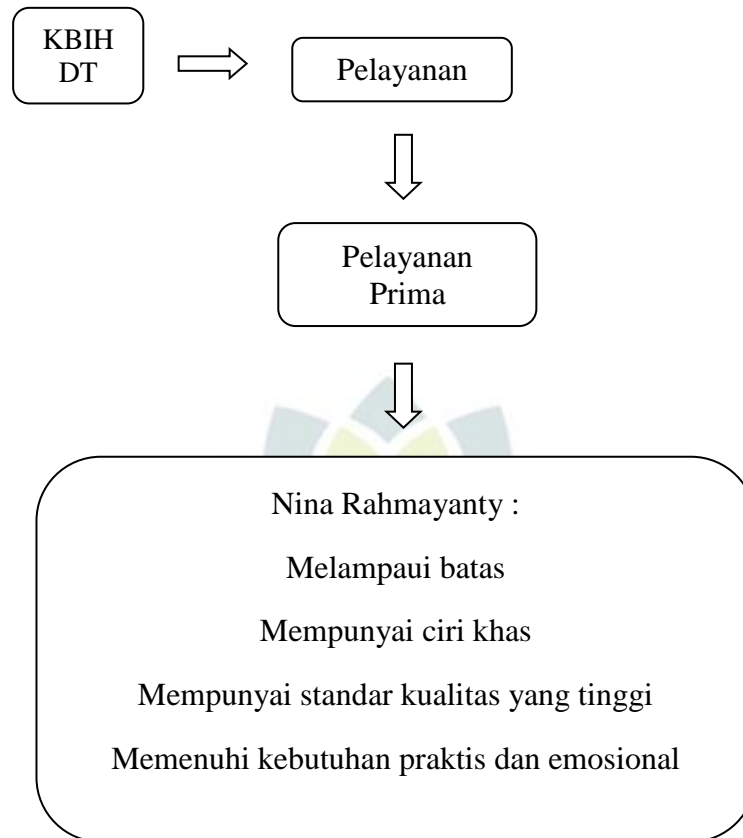 KBIH
DT
Pelayanan
Pelayanan
Prima
Nina Rahmayanty :
Melampaui batas
Mempunyai ciri khas
Mempunyai standar kualitas yang tinggi
Memenuhi kebutuhan praktis dan emosional